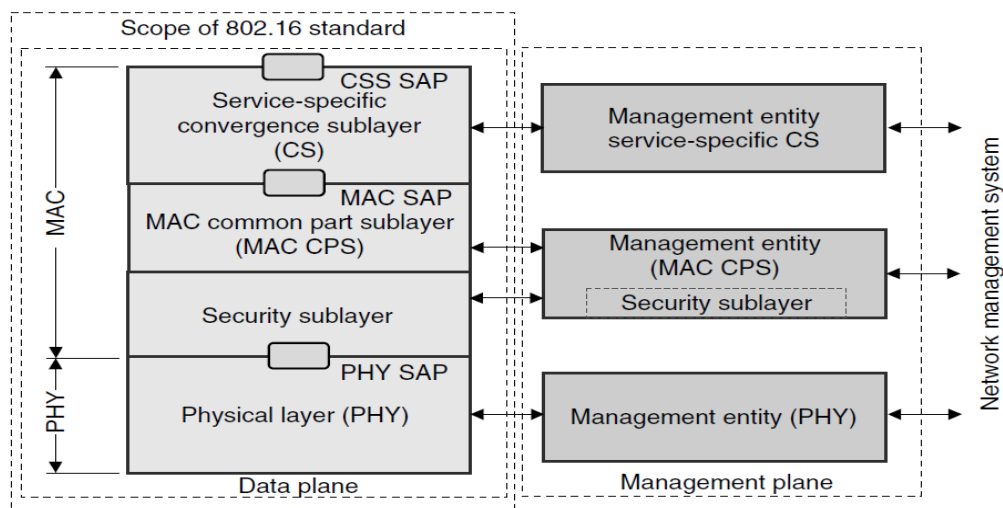 Scope of 802.16 standard
CSS SAP
Service-specific
convergence sublayer
(CS)
MAC SAP
MAC common part sublayer
(MAC CPS)
Security sublayer
PHY SAP
Physical layer (PHY)
Data plane
MAC
PHY
Management entity
service-specific CS
Management entity
(MAC CPS)
Security sublayer
Management entity (PHY)
Management plane
Network management system